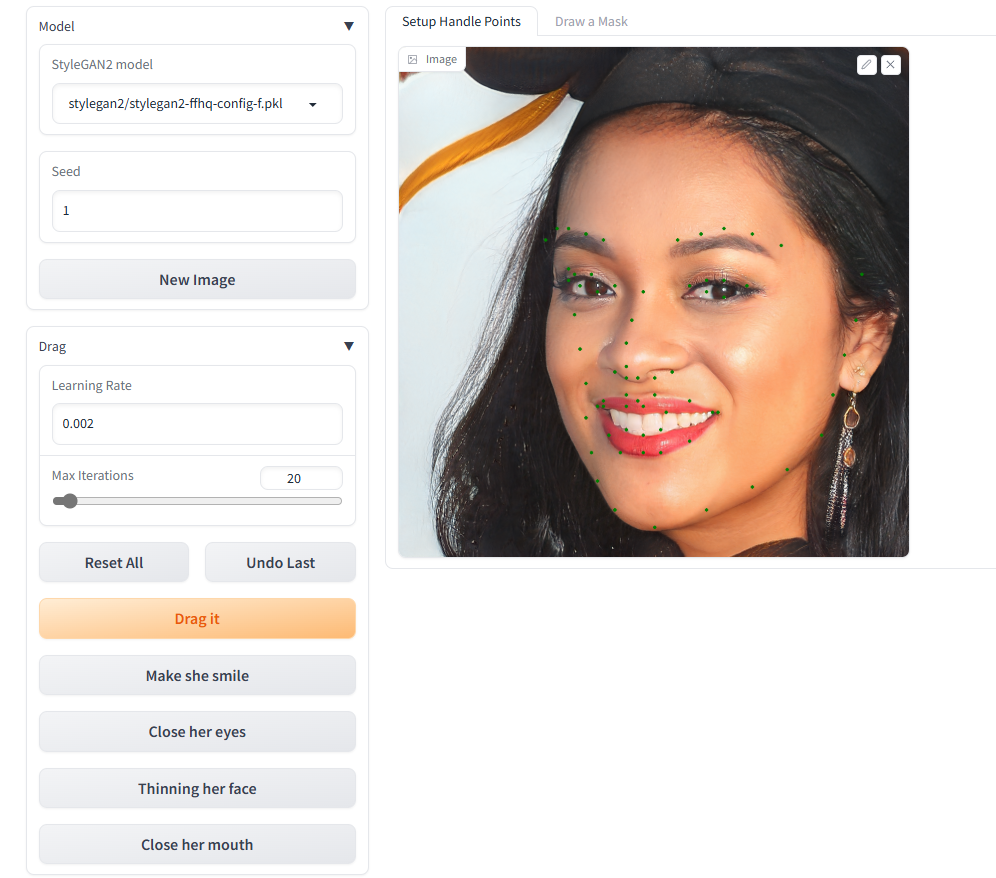 Model
StyleGAN2 model
stylegan2/stylegan2-ffhq-config-f.pkl
Seed
1
New Image
Drag
Learning Rate
0.002
Max Iterations
20
Reset All
Undo Last
Drag it
Make she smile
Close her eyes
Thinning her face
Close her mouth
Setup Handle Points
Draw a Mask
Image